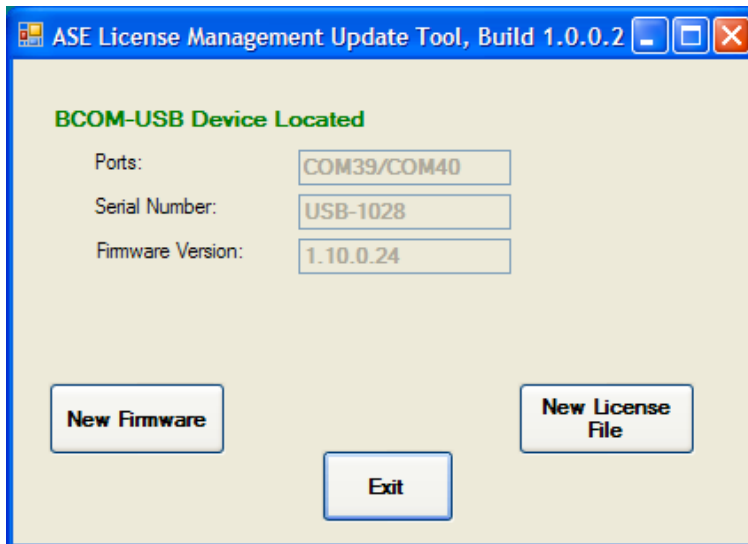 ASE License Management Update Tool, Build 1.0.0.2
BCOM-USB Device Located
Ports: COM39/COM40
Serial Number: USB-1028
Firmware Version: 1.10.0.24
New Firmware
New License
File
Exit